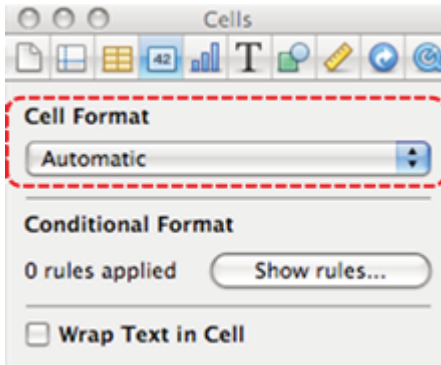 Cells
42
T
Cell Format
Automatic
Conditional Format
0 rules applied Show rules...
Wrap Text in Cell